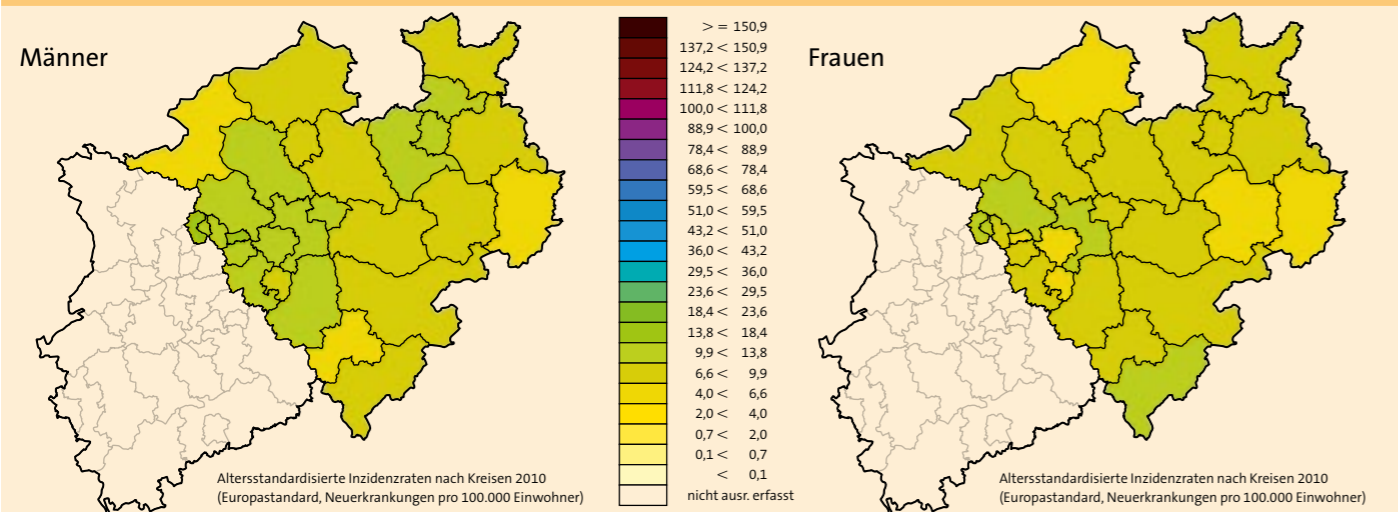 Männer
> = 150,9
137,2 < 150,9
124,2 < 137,2
111,8 < 124,2
100,0 < 111,8
88,9 < 100,0
78,4 < 88,9
68,6 < 78,4
59,5 < 68,6
51,0 < 59,5
43,2 < 51,0
36,0 < 43,2
29,5 < 36,0
23,6 < 29,5
18,4 < 23,6
13,8 < 18,4
9,9 < 13,8
6,6 < 9,9
4,0 < 6,6
2,0 < 4,0
0,7 < 2,0
0,1 < 0,7
< 0,1
nicht ausr. erfasst
Altersstandardisierte Inzidenzraten nach Kreisen 2010
(Europastandard, Neuerkrankungen pro 100.000 Einwohner)
Frauen
Altersstandardisierte Inzidenzraten nach Kreisen 2010
(Europastandard, Neuerkrankungen pro 100.000 Einwohner)